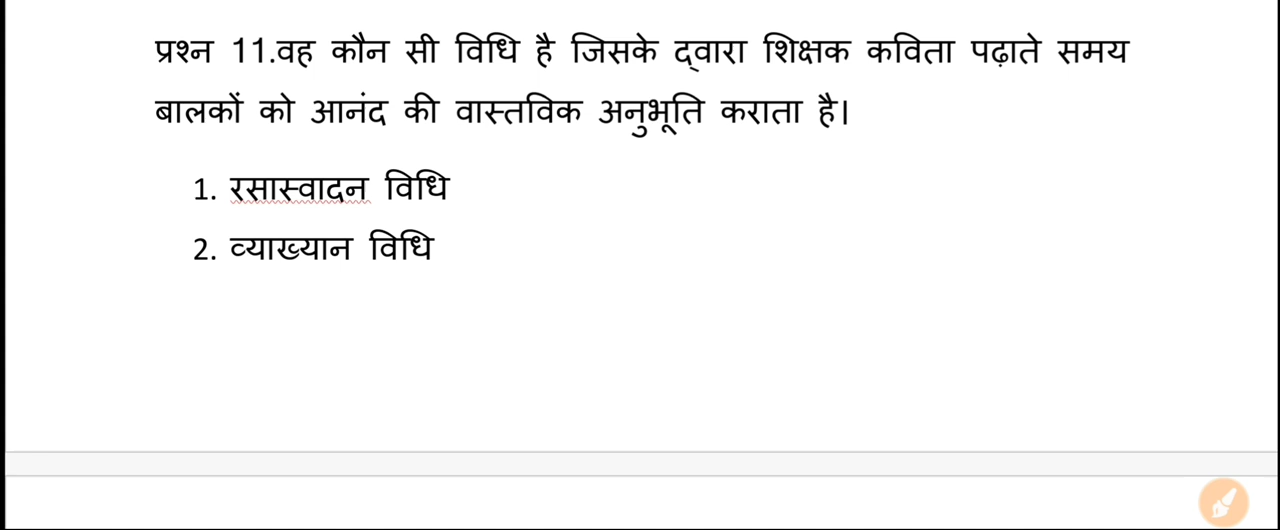 प्रश्न 11.वह कौन सी विधि है जिसके द्वारा शिक्षक कविता पढ़ाते समय
बालकों को आनंद की वास्तविक अनुभूति कराता है।
1. रसास्वादन विधि
2. व्याख्यान विधि